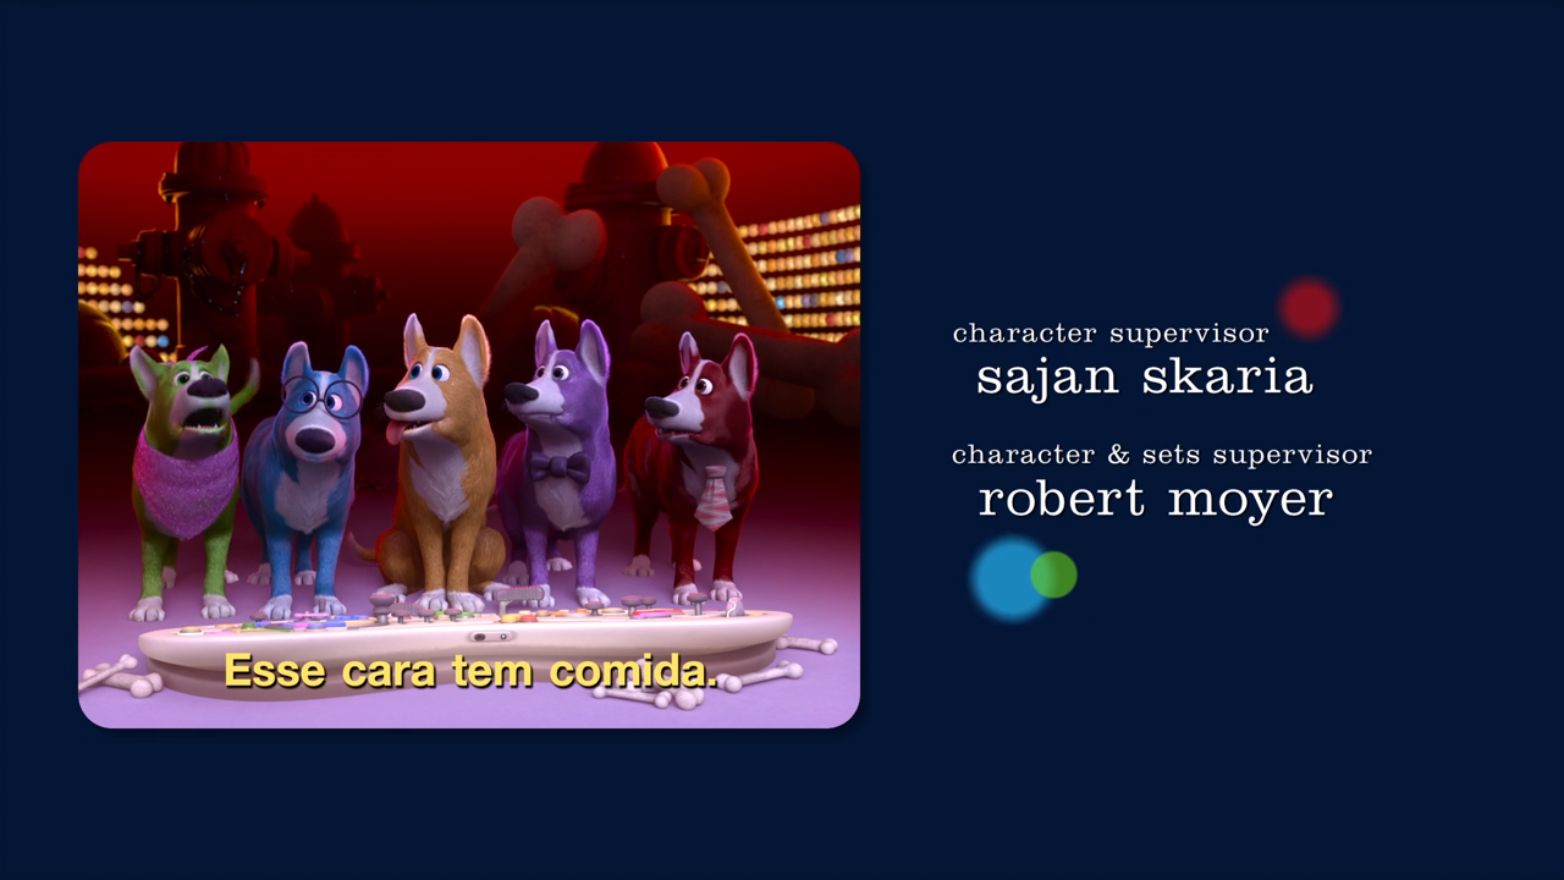 Esse cara tem comida.
character supervisor
sajan skaria
character & sets supervisor
robert moyer